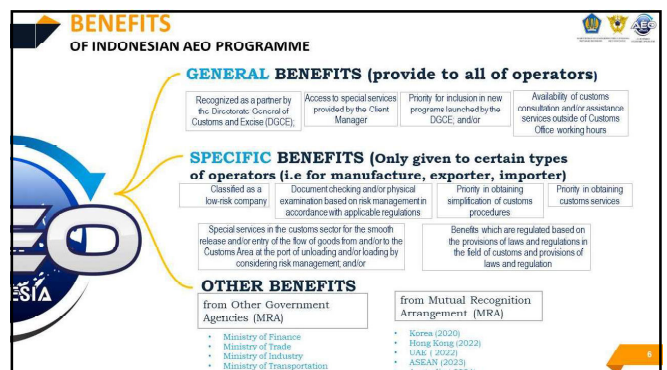 BENEFITS
OF INDONESIAN AEO PROGRAMME
AEO
GENERAL BENEFITS (provide to all of operators)
Recognized as a partner by
the Directorate General of
Customs and Excise (DGCE);
Access to special services
provided by the Client
Manager
Priority for inclusion in new
programs launched by the
DGCE; and/or
Availability of customs
consultation and/or assistance
services outside of Customs
Office working hours
SPECIFIC BENEFITS (Only given to certain types
of operators (i.e for manufacture, exporter, importer)
Classified as a
low-risk company
Document checking and/or physical
examination based on risk management in
accordance with applicable regulations
Priority in obtaining
simplification of customs
procedures
Priority in obtaining
customs services
Special services in the customs sector for the smooth
release and/or entry of the flow of goods from and/or to the
Customs Area at the port of unloading and/or loading by
considering risk management; and/or
Benefits which are regulated based on
the provisions of laws and regulations in
the field of customs and provisions of
laws and regulation
EO
ESIA
OTHER BENEFITS
from Other Government
Agencies (MRA)
• Ministry of Finance
• Ministry of Trade
• Ministry of Industry
• Ministry of Transportation
from Mutual Recognition
Arrangement (MRA)
• Korea (2020)
• Hong Kong (2022)
• UAE ( 2022)
• ASEAN (2023)
6